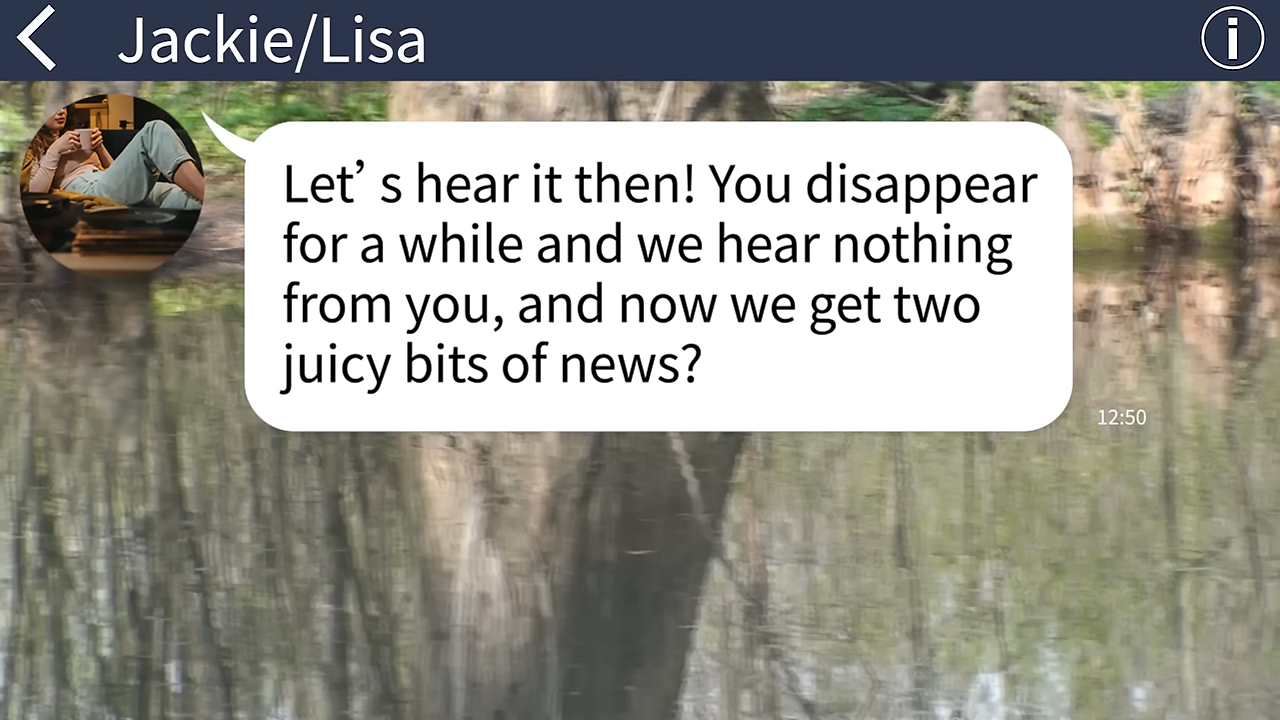 Jackie/Lisa
Let’s hear it then! You disappear
for a while and we hear nothing
from you, and now we get two
juicy bits of news?
12:50